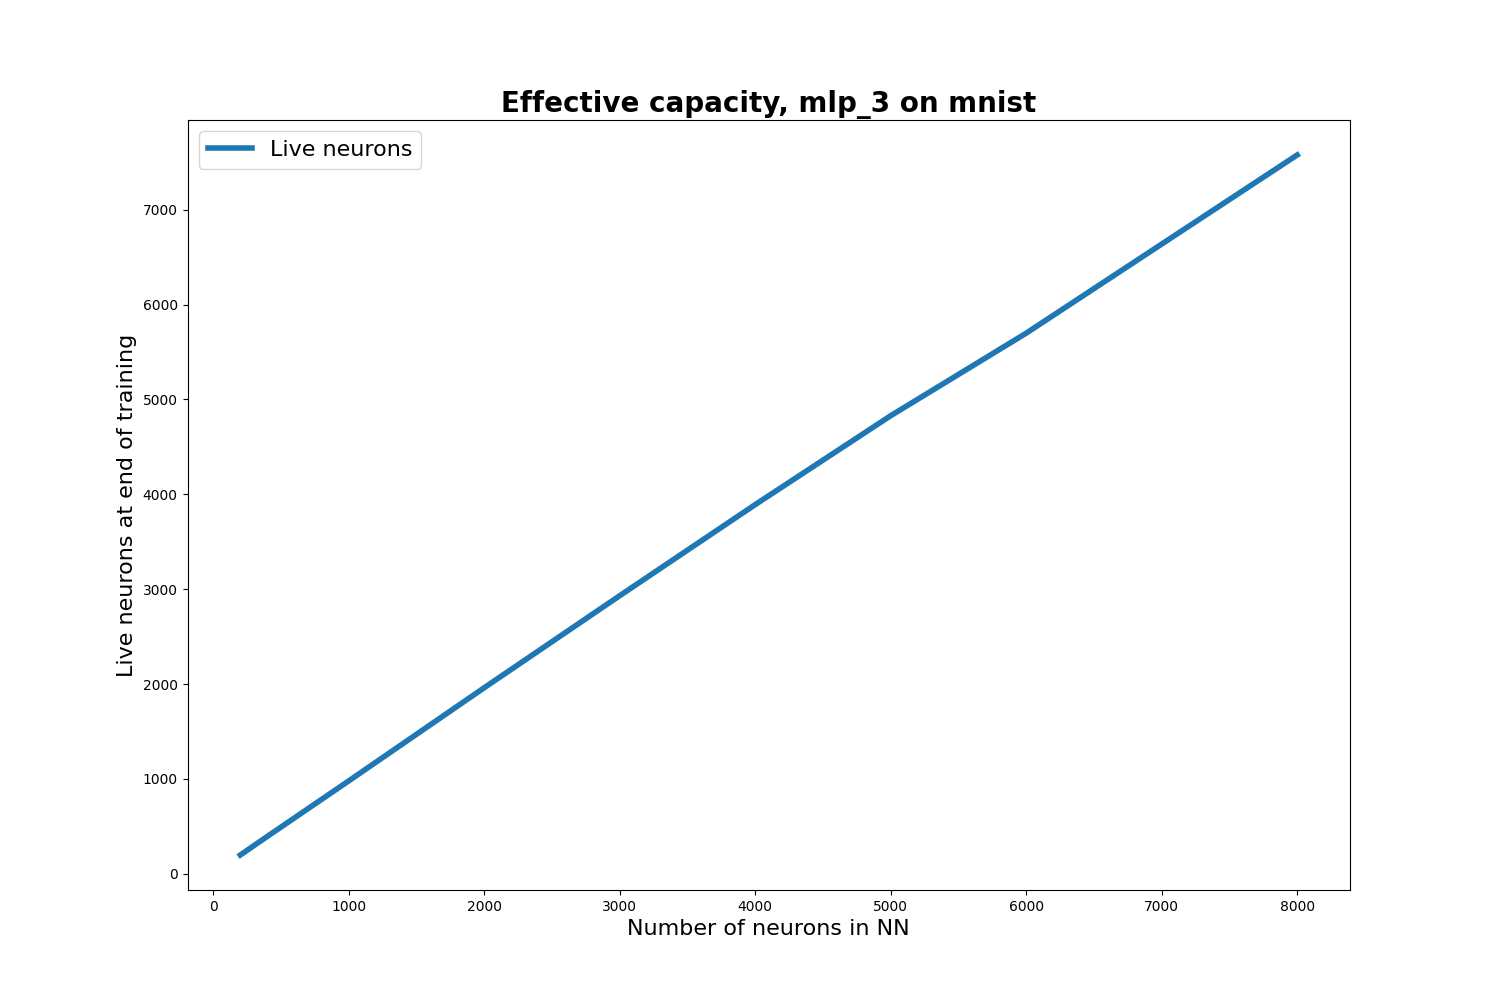 Effective capacity, mlp_3 on mnist
Live neurons
7000
6000
5000
4000
3000
2000
1000
0
Live neurons at end of training
0 1000 2000 3000 4000 5000 6000 7000 8000
Number of neurons in NN